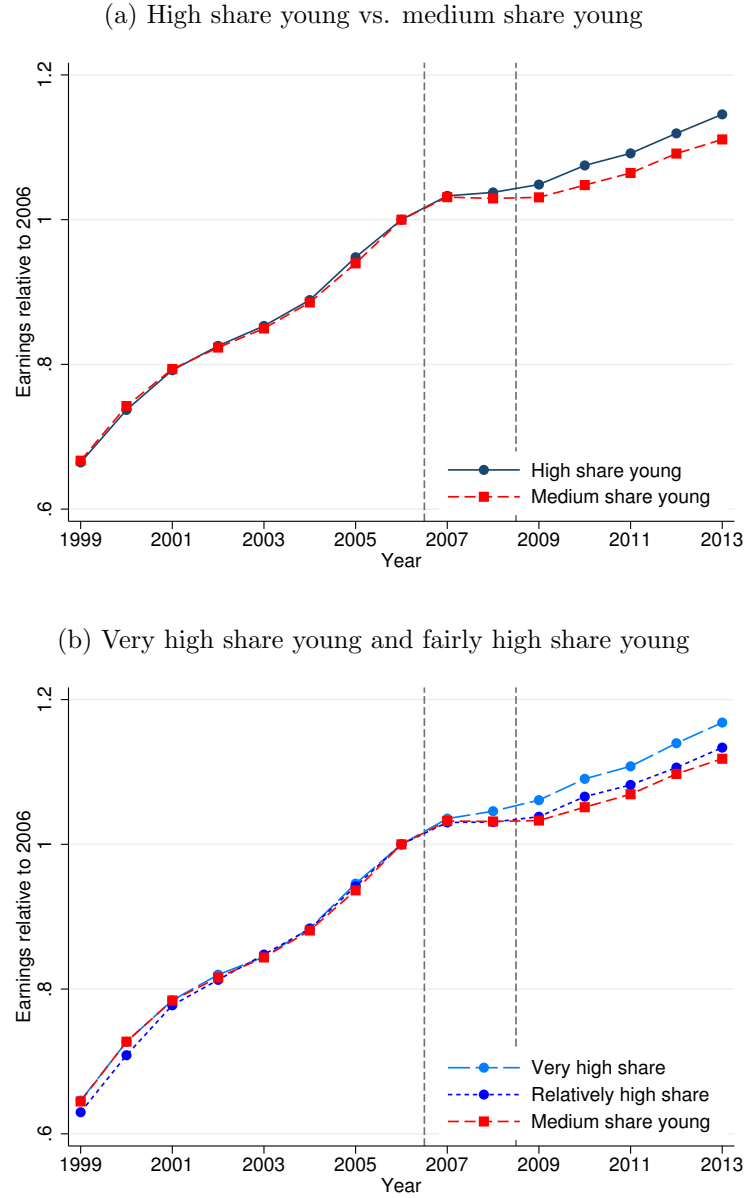 (a) High share young vs. medium share young
Earnings relative to 2006
1.2
1
.8
.6
High share young
Medium share young
1999 2001 2003 2005 2007 2009 2011 2013
Year
(b) Very high share young and fairly high share young
Earnings relative to 2006
1.2
1
.8
.6
Very high share
Relatively high share
Medium share young
1999 2001 2003 2005 2007 2009 2011 2013
Year